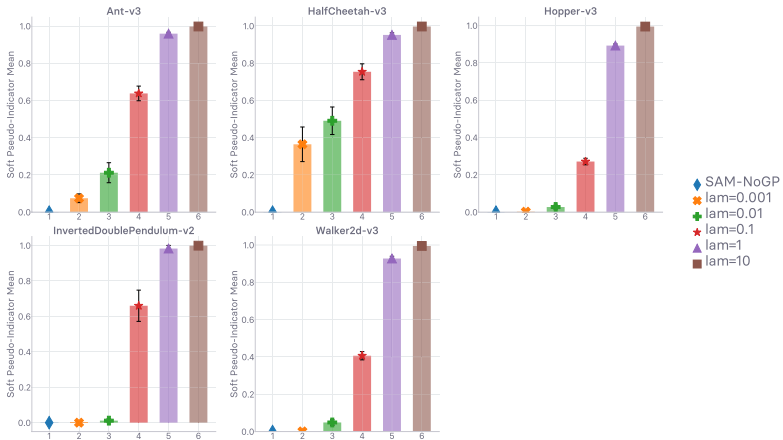 Ant-v3
HalfCheetah-v3
Hopper-v3
Soft Pseudo-Indicator Mean
1.0
0.8
0.6
0.4
0.2
0.0
1 2 3 4 5 6
Soft Pseudo-Indicator Mean
1.0
0.8
0.6
0.4
0.2
0.0
1 2 3 4 5 6
Soft Pseudo-Indicator Mean
1.0
0.8
0.6
0.4
0.2
0.0
1 2 3 4 5 6
InvertedDoublePendulum-v2
Walker2d-v3
Soft Pseudo-Indicator Mean
1.0
0.8
0.6
0.4
0.2
0.0
1 2 3 4 5 6
Soft Pseudo-Indicator Mean
1.0
0.8
0.6
0.4
0.2
0.0
1 2 3 4 5 6
SAM-NoGP
lam=0.001
lam=0.01
lam=0.1
lam=1
lam=10